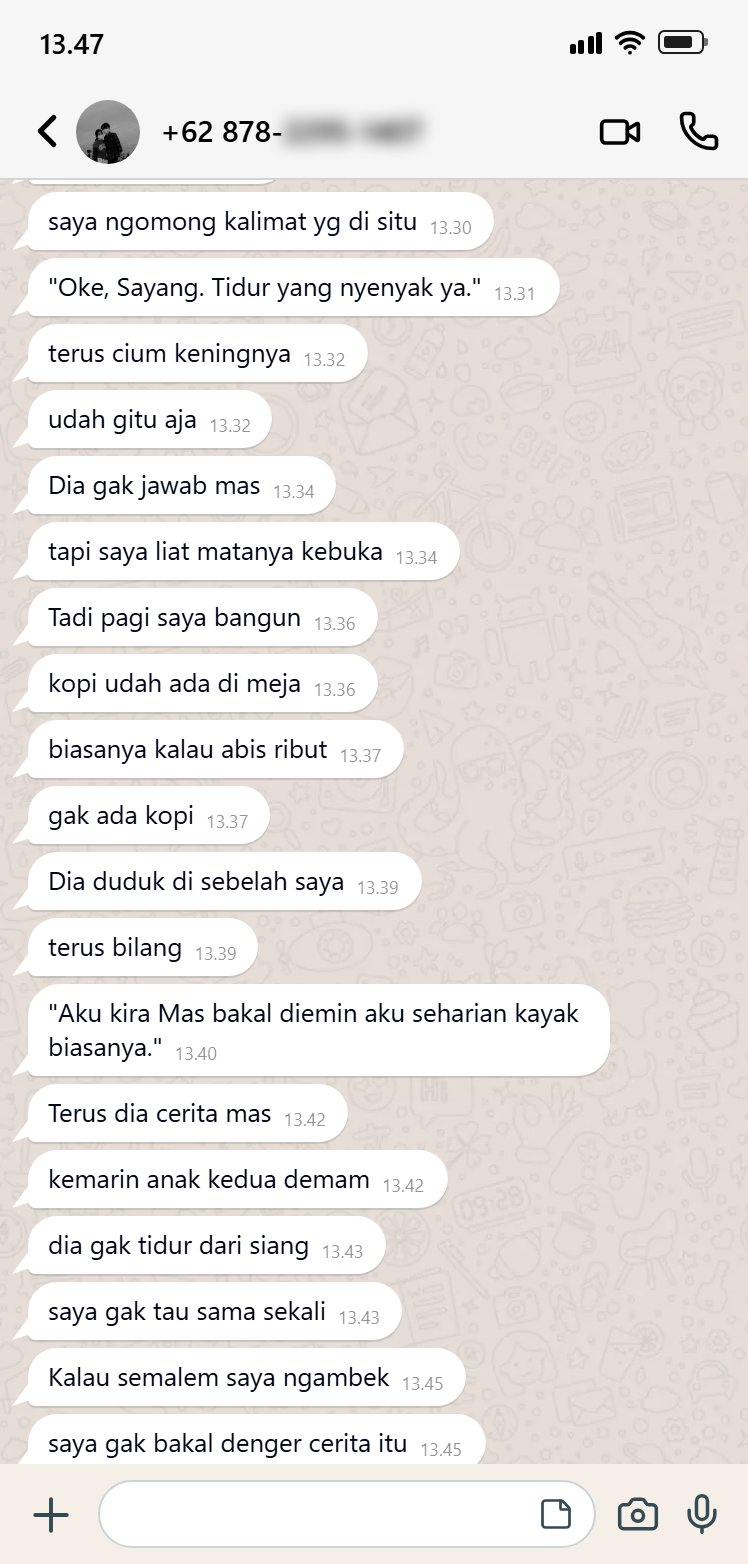 13.47
+62 878-
saya ngomong kalimat yg di situ 13.30
"Oke, Sayang. Tidur yang nyenyak ya." 13.31
terus cium keningnya 13.32
udah gitu aja 13.32
Dia gak jawab mas 13.34
tapi saya liat matanya kebuka 13.34
Tadi pagi saya bangun 13.36
kopi udah ada di meja 13.36
biasanya kalau abis ribut 13.37
gak ada kopi 13.37
Dia duduk di sebelah saya 13.39
terus bilang 13.39
"Aku kira Mas bakal diemin aku seharian kayak
biasanya." 13.40
Terus dia cerita mas 13.42
kemarin anak kedua demam 13.42
dia gak tidur dari siang 13.43
saya gak tau sama sekali 13.43
Kalau semalem saya ngambek 13.45
saya gak bakal denger cerita itu 13.45